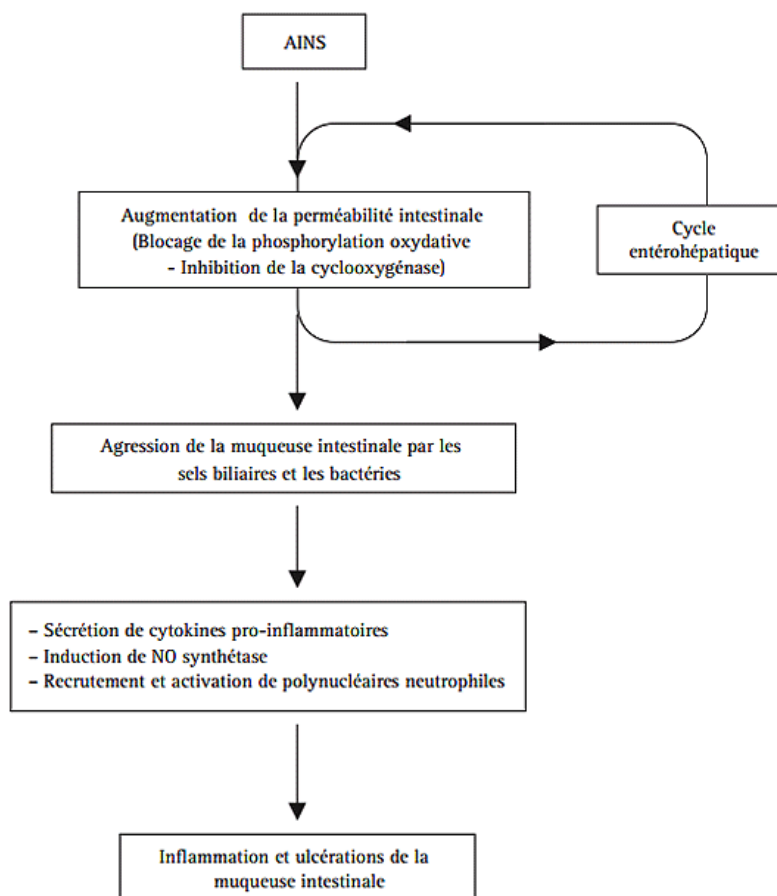 AINS
Augmentation de la perméabilité intestinale
(Blocage de la phosphorylation oxydative
- Inhibition de la cyclooxygénase)
Cycle
entérohépatique
Agression de la muqueuse intestinale par les
sels biliaires et les bactéries
– Sécrétion de cytokines pro-inflammatoires
– Induction de NO synthétase
– Recrutement et activation de polynucléaires neutrophiles
Inflammation et ulcérations de la
muqueuse intestinale